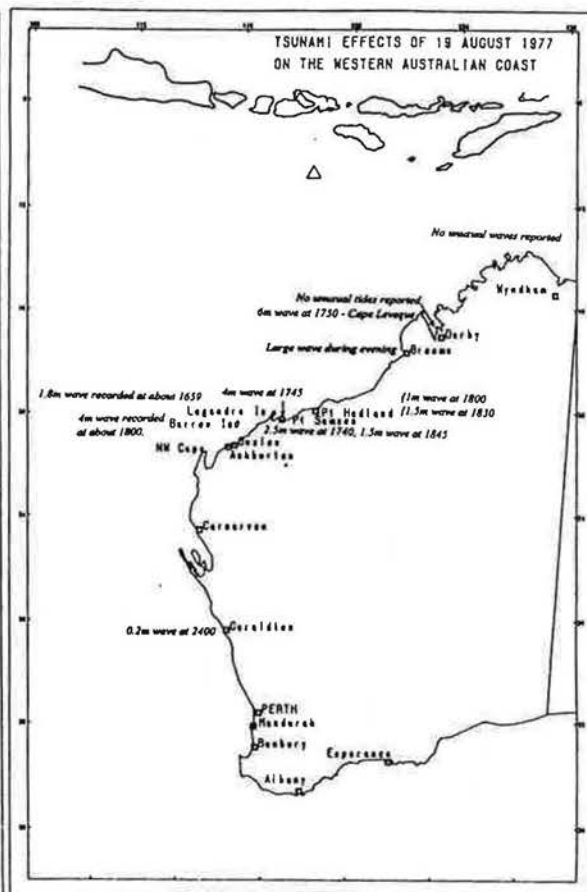 TSUNAMI EFFECTS OF 19 AUGUST 1977
ON THE WESTERN AUSTRALIAN COAST
No unusual waves reported
Wyndham
No unusual tides reported
6m wave at 1750 - Cape Leveque
Derby
Large wave during evening
Broome
1.8m wave recorded at about 1659
4m wave at 1745
(1m wave at 1800
(1.5m wave at 1830
Legendre Isd
Pt Hedland
4m wave recorded
at about 1800.
Barrow Isd
Pt Samson
2.5m wave at 1740, 1.5m wave at 1845
NW Cape
Onslow
Ashburton
Carnarvon
0.2m wave at 2400
Geraldton
PERTH
Mandurah
Bunbury
Esperance
Albany